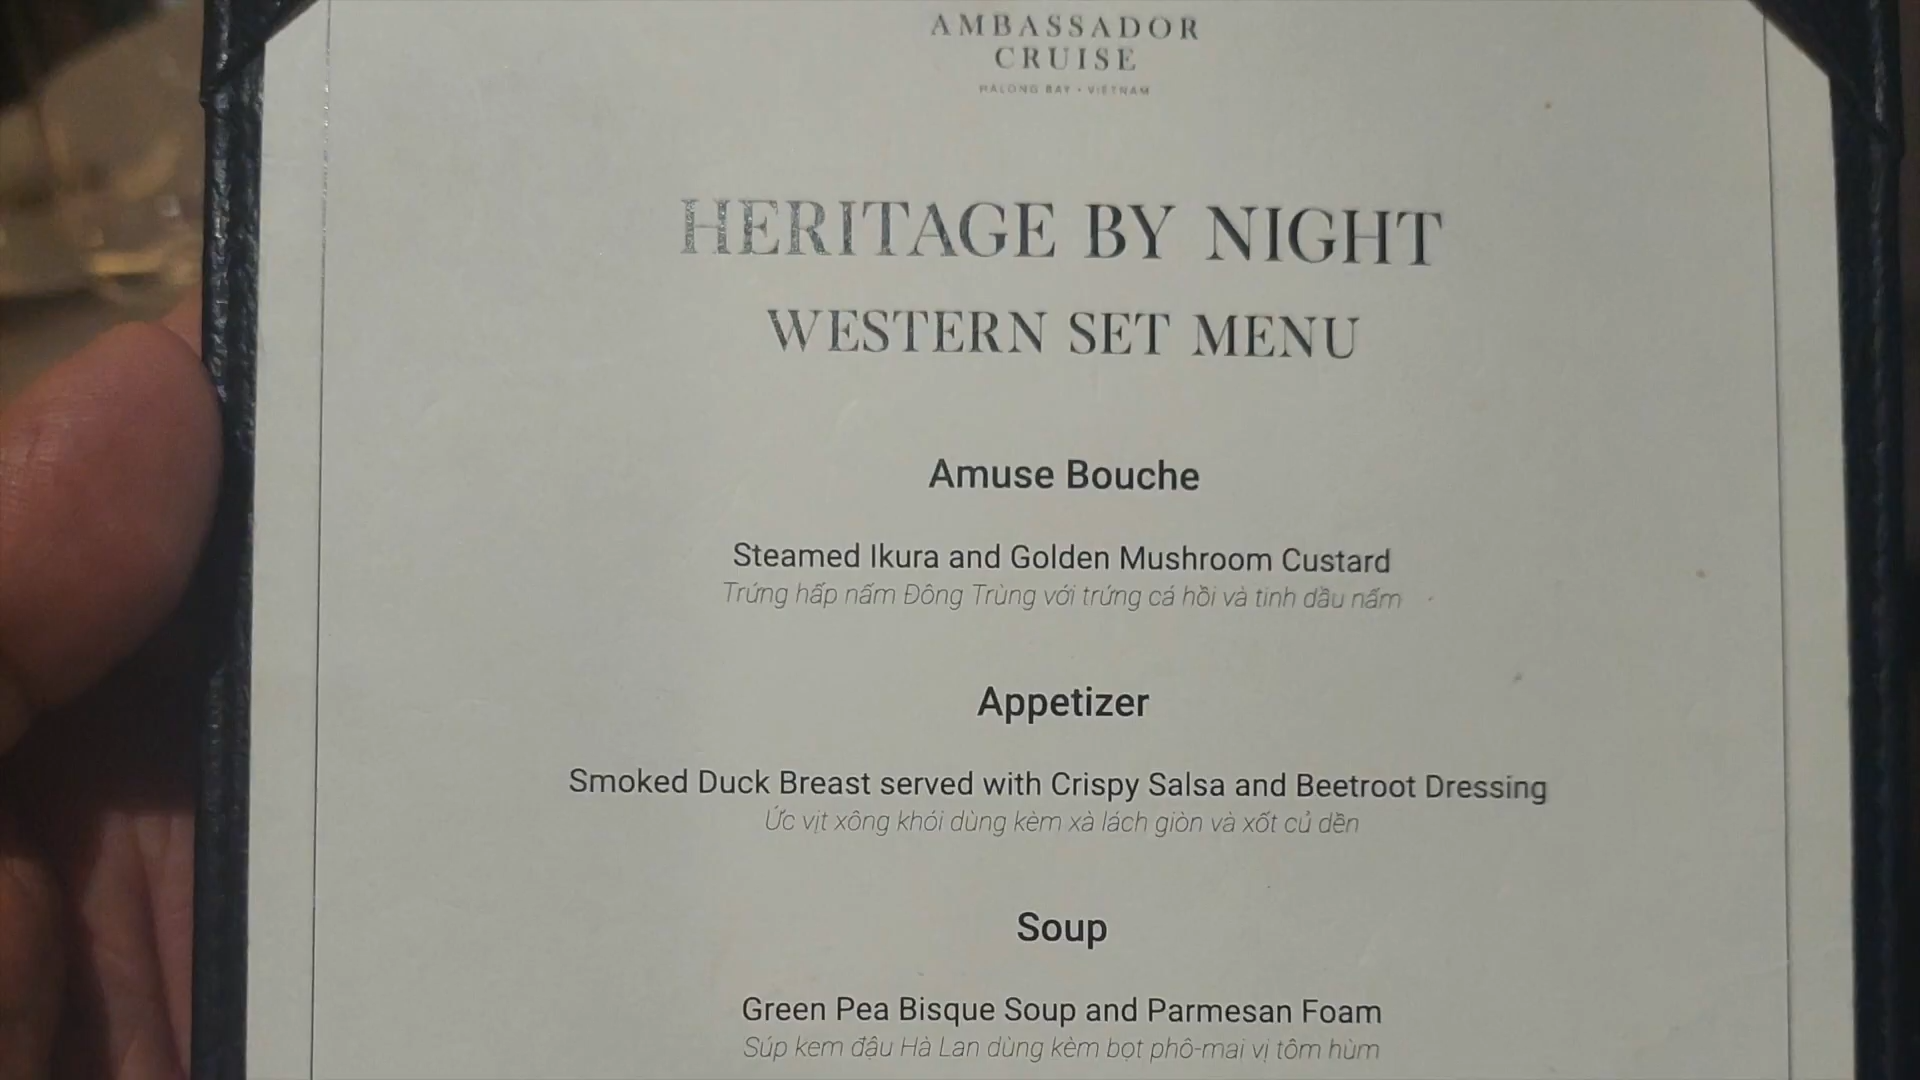 AMBASSADOR
CRUISE
HALONG BAY • VIETNAM
HERITAGE BY NIGHT
WESTERN SET MENU
Amuse Bouche
Steamed Ikura and Golden Mushroom Custard
Trứng hấp nấm Đông Trùng với trứng cá hồi và tinh dầu nấm
Appetizer
Smoked Duck Breast served with Crispy Salsa and Beetroot Dressing
Ức vịt xông khói dùng kèm xà lách giòn và xốt củ dền
Soup
Green Pea Bisque Soup and Parmesan Foam
Súp kem đậu Hà Lan dùng kèm bọt phô-mai vị tôm hùm